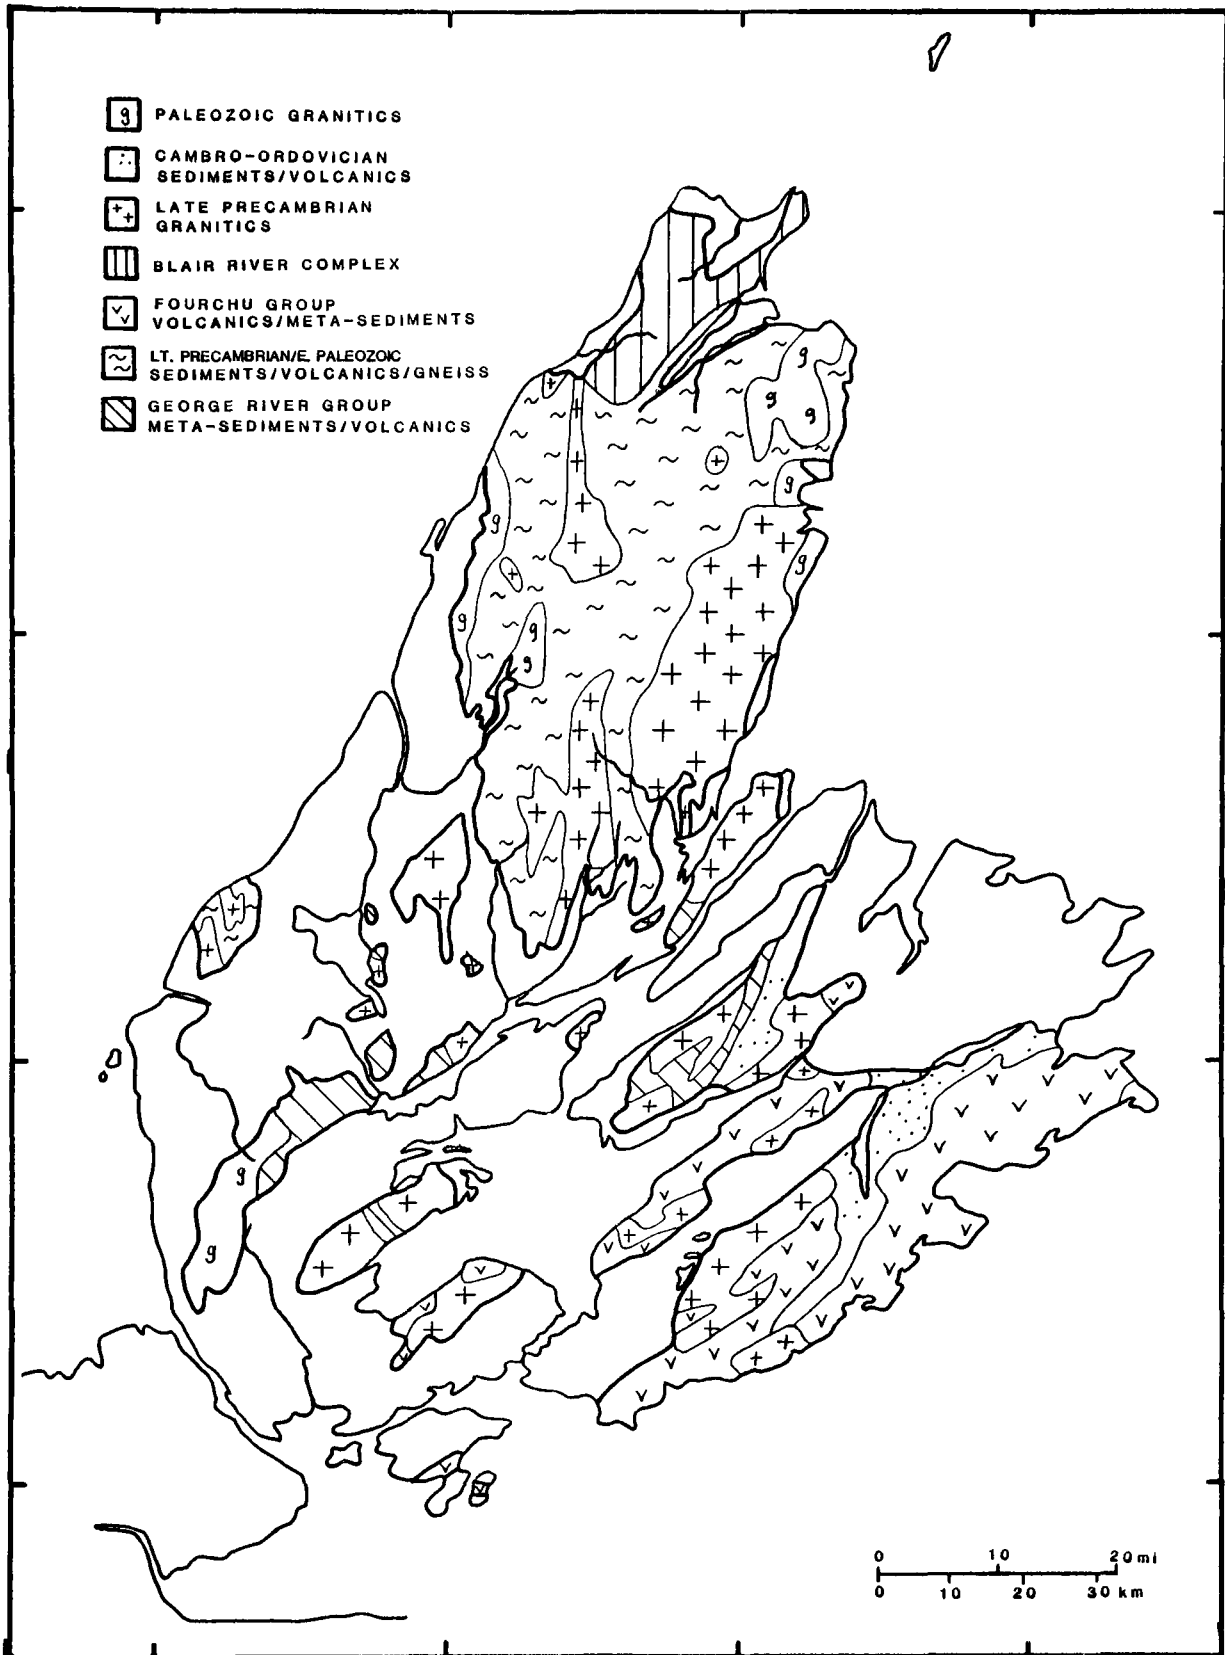 g PALEOZOIC GRANITICS
CAMBRO-ORDOVICIAN
SEDIMENTS/VOLCANICS
LATE PRECAMBRIAN
GRANITICS
BLAIR RIVER COMPLEX
FOURCHU GROUP
VOLCANICS/META-SEDIMENTS
LT. PRECAMBRIAN/E. PALEOZOIC
SEDIMENTS/VOLCANICS/GNEISS
GEORGE RIVER GROUP
META-SEDIMENTS/VOLCANICS
g
g
g
g
g
g
g
g
g
g
g
0 10 20 mi
0 10 20 30 km